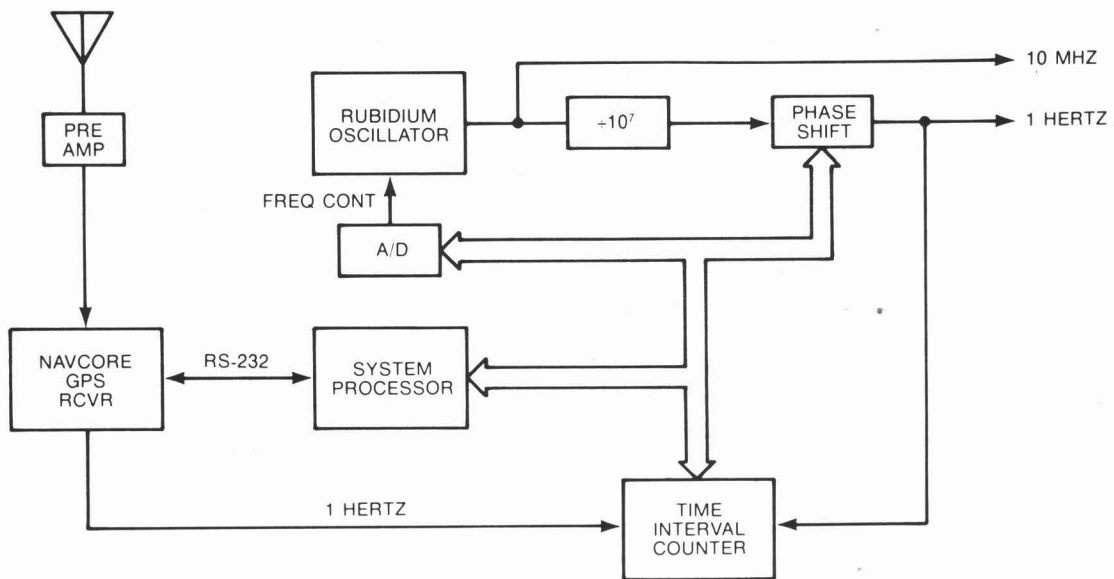 10 MHZ
RUBIDIUM
OSCILLATOR
÷10⁷
PHASE
SHIFT
1 HERTZ
PRE
AMP
FREQ CONT
A/D
NAVCORE
GPS
RCVR
RS-232
SYSTEM
PROCESSOR
1 HERTZ
TIME
INTERVAL
COUNTER